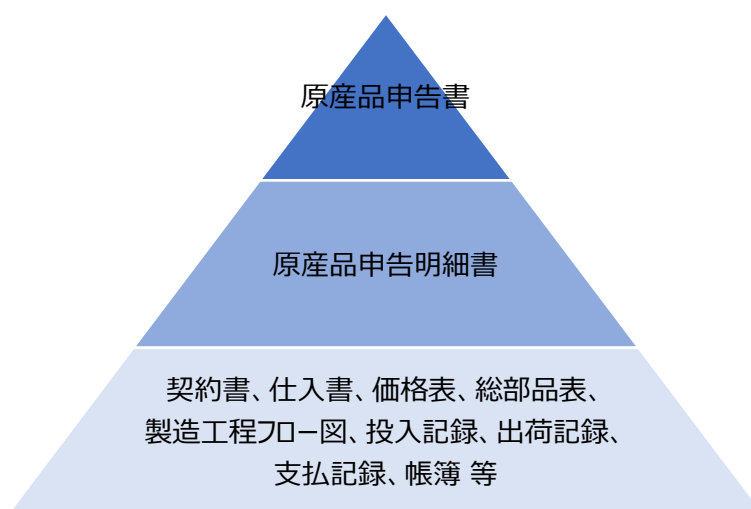 原産品申告書
原産品申告明細書
契約書、仕入書、価格表、総部品表、
製造工程フロー図、投入記録、出荷記録、
支払記録、帳簿 等